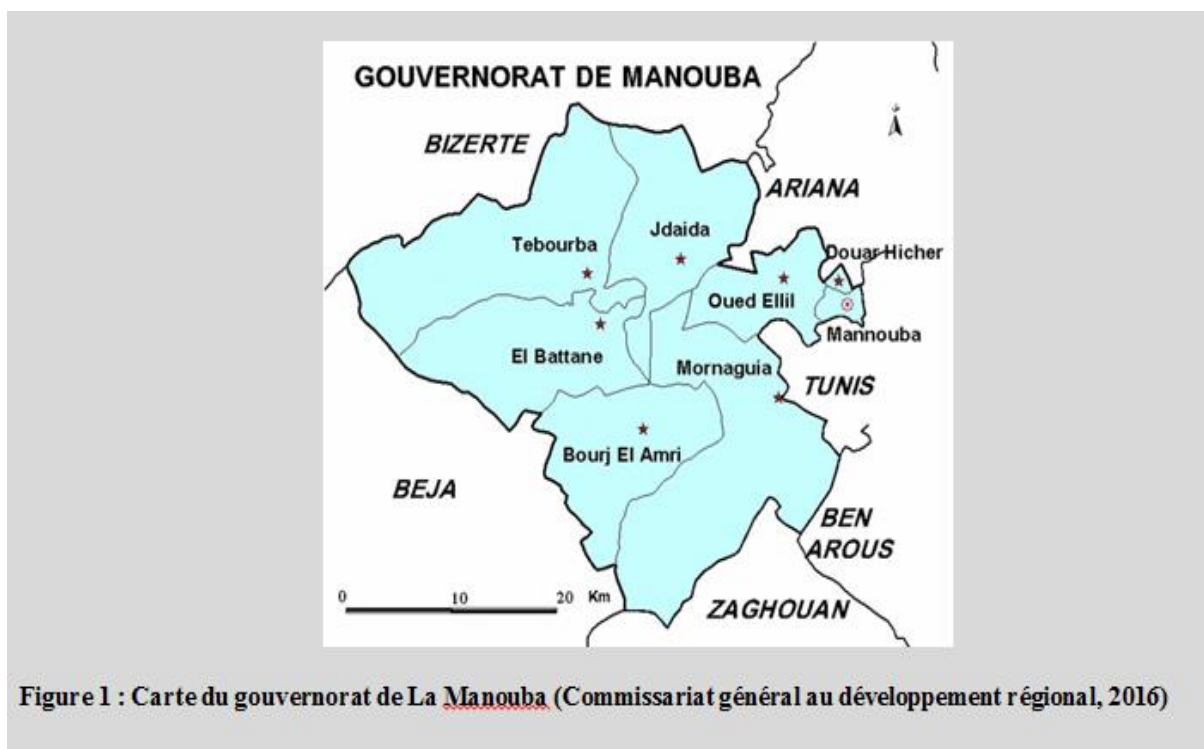 GOUVERNORAT DE MANOUBA
BIZERTE
ARIANA
Jdaida
Tebourba
Douar Hicher
Oued Ellil
Mannouba
El Battane
Mornaguia
TUNIS
Bourj El Amri
BEJA
BEN
AROUS
ZAGHOUAN
0 10 20 Km
Figure 1 : Carte du gouvernorat de La Manouba (Commissariat général au développement régional, 2016)